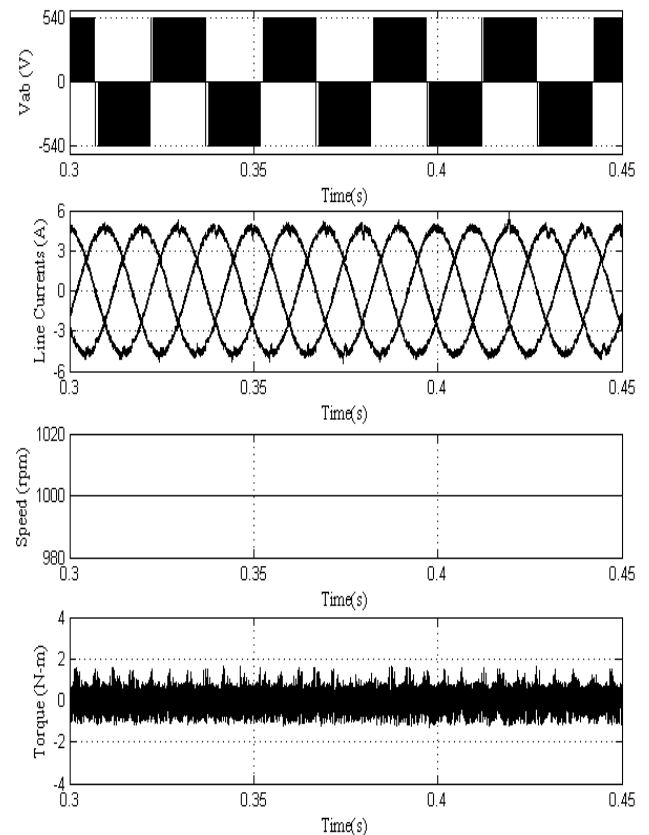 540
Vab (V)
0
-540
0.3 0.35 0.4 0.45
Time(s)
6
3
Line Currents (A)
0
-3
-6
0.3 0.35 0.4 0.45
Time(s)
1020
Speed (rpm)
1000
980
0.3 0.35 0.4 0.45
Time(s)
4
2
Torque (N-m)
0
-2
-4
0.3 0.35 0.4 0.45
Time(s)